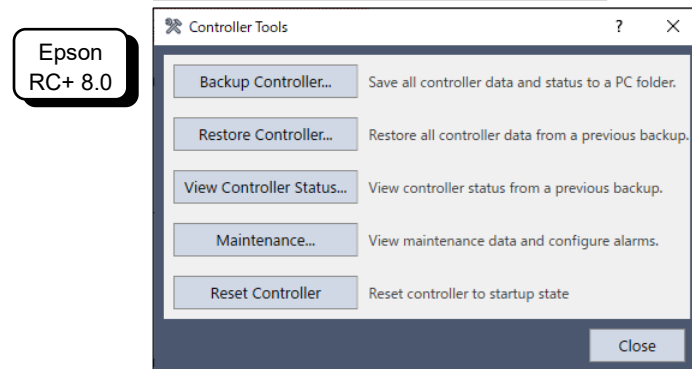 Epson
RC+ 8.0
Controller Tools
?
Backup Controller... Save all controller data and status to a PC folder.
Restore Controller... Restore all controller data from a previous backup.
View Controller Status... View controller status from a previous backup.
Maintenance... View maintenance data and configure alarms.
Reset Controller Reset controller to startup state
Close